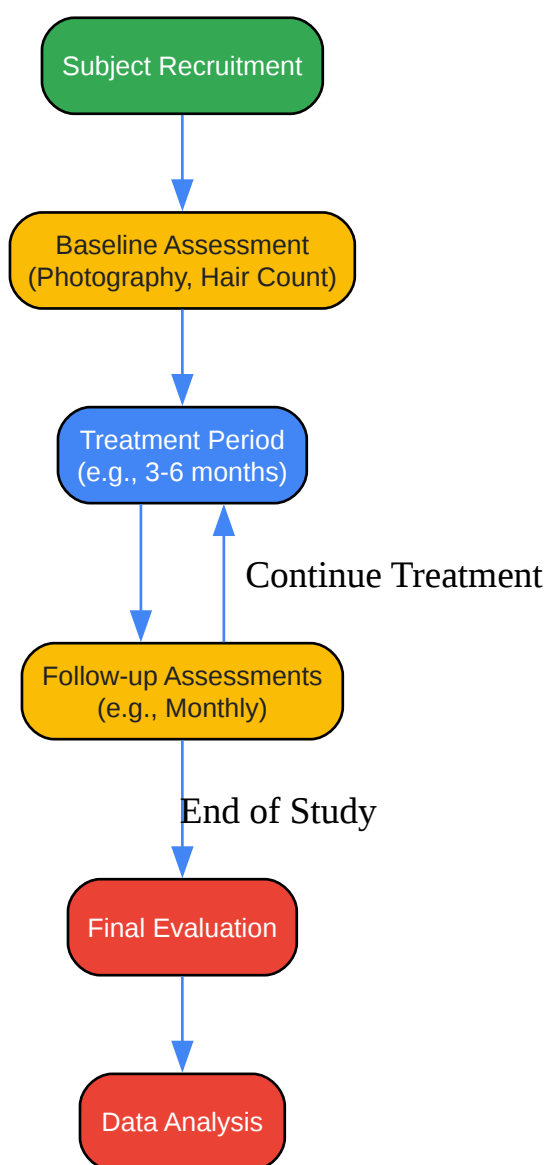 Subject Recruitment
Baseline Assessment
(Photography, Hair Count)
Treatment Period
(e.g., 3-6 months)
Continue Treatment
Follow-up Assessments
(e.g., Monthly)
End of Study
Final Evaluation
Data Analysis